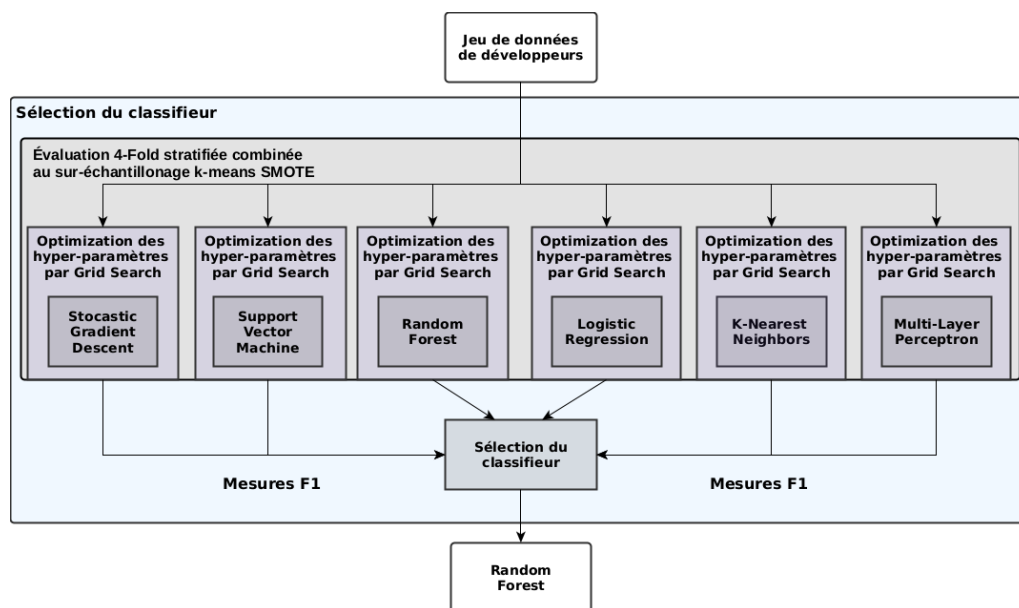 Jeu de données
de développeurs
Sélection du classifieur
Évaluation 4-Fold stratifiée combinée
au sur-échantillonage k-means SMOTE
Optimization des
hyper-paramètres
par Grid Search
Stocastic
Gradient
Descent
Optimization des
hyper-paramètres
par Grid Search
Support
Vector
Machine
Optimization des
hyper-paramètres
par Grid Search
Random
Forest
Optimization des
hyper-paramètres
par Grid Search
Logistic
Regression
Optimization des
hyper-paramètres
par Grid Search
K-Nearest
Neighbors
Optimization des
hyper-paramètres
par Grid Search
Multi-Layer
Perceptron
Sélection du
classifieur
Mesures F1
Mesures F1
Random
Forest